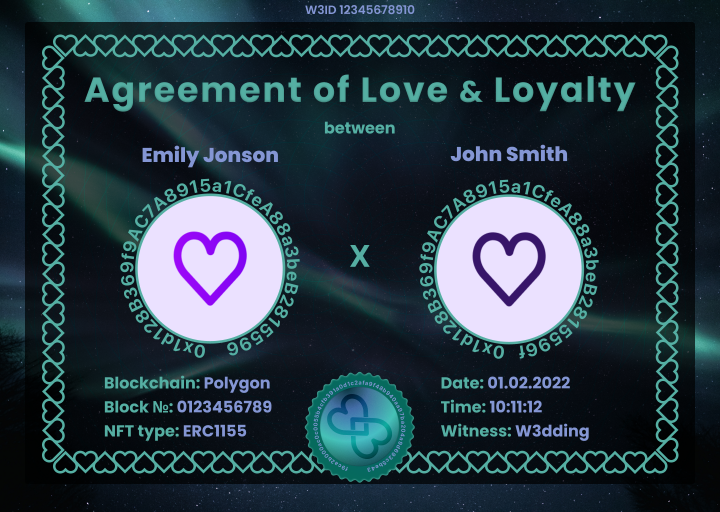 W3ID 12345678910
Agreement of Love & Loyalty
between
Emily Jonson
John Smith
0x1d128B369f9AC7A8915a1CfeA88a3beB2815596
X
0x1d128B369f9AC7A8915a1CfeA88a3beB2815596f
Blockchain: Polygon
Block №: 0123456789
NFT type: ERC1155
Date: 01.02.2022
Time: 10:11:12
Witness: W3dding